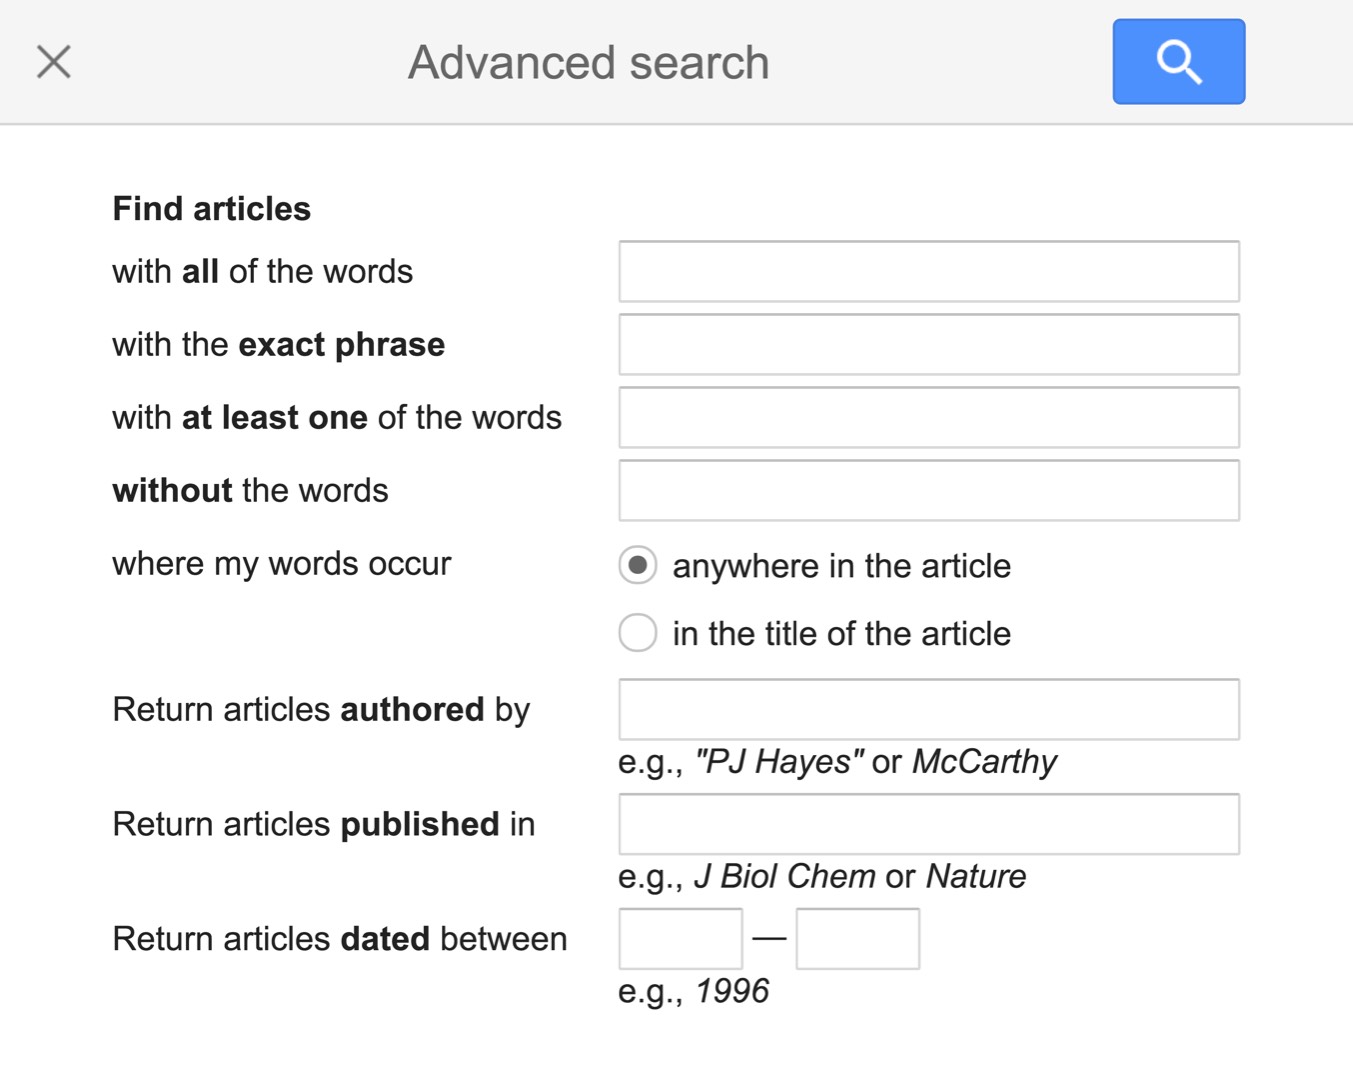 Advanced search
Find articles
with all of the words
with the exact phrase
with at least one of the words
without the words
where my words occur
anywhere in the article
in the title of the article
Return articles authored by
e.g., "PJ Hayes" or McCarthy
Return articles published in
e.g., J Biol Chem or Nature
Return articles dated between
—
e.g., 1996